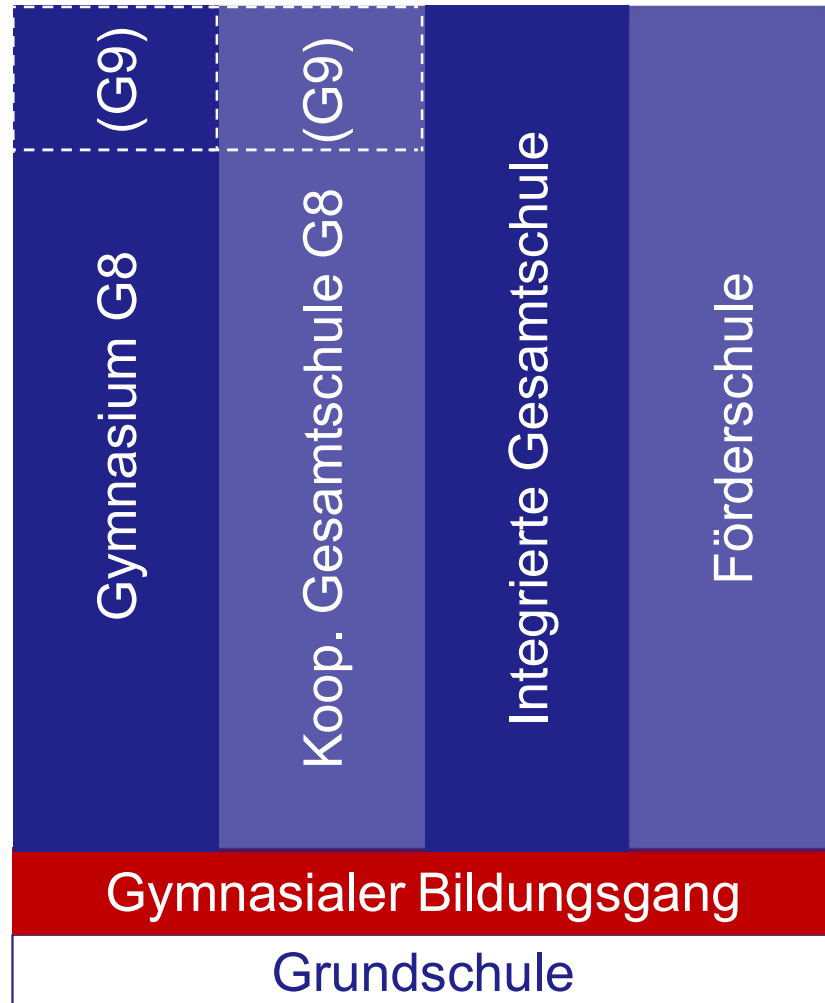 (G9)
(G9)
Gymnasium G8
Koop. Gesamtschule G8
Integrierte Gesamtschule
Förderschule
Gymnasialer Bildungsgang
Grundschule